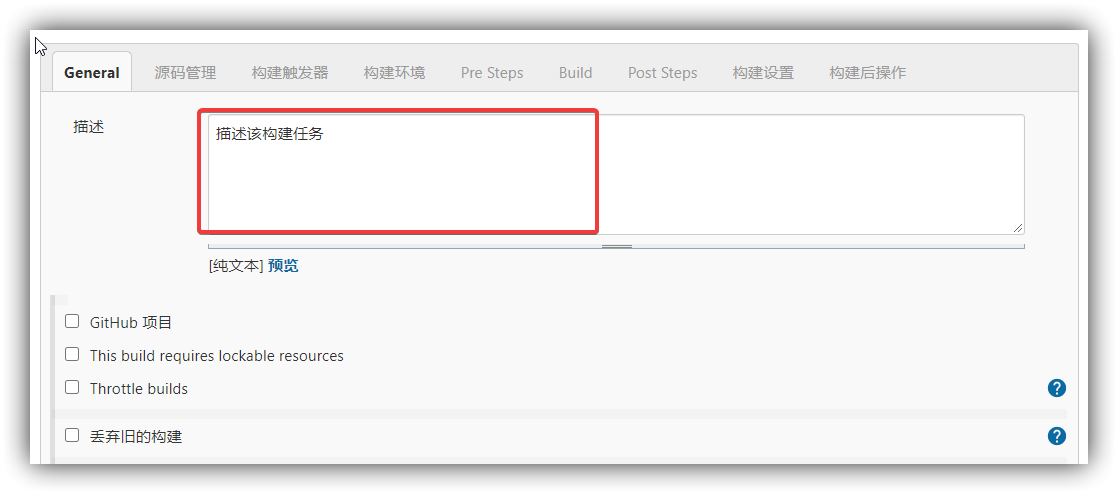 General 源码管理 构建触发器 构建环境 Pre Steps Build Post Steps 构建设置 构建后操作
描述 描述该构建任务
[纯文本] 预览
GitHub 项目
This build requires lockable resources
Throttle builds ?
丢弃旧的构建 ?